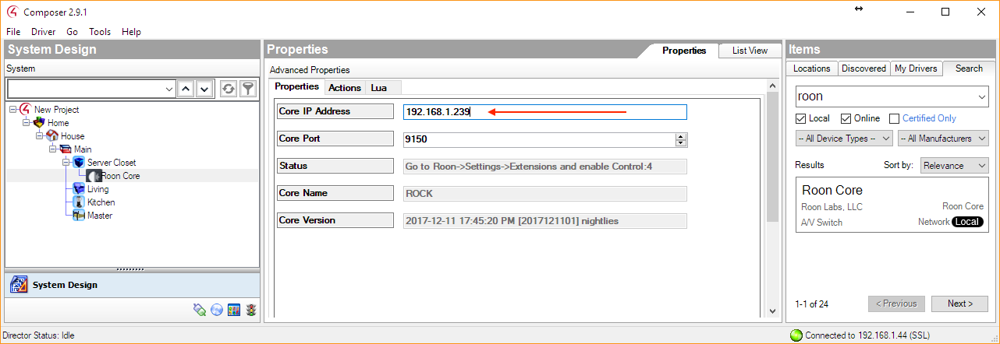 Composer 2.9.1
File Driver Go Tools Help
System Design
System
New Project
Home
House
Main
Server Closet
Roon Core
Living
Kitchen
Master
System Design
Properties
Properties List View
Advanced Properties
Properties Actions Lua
Core IP Address 192.168.1.239
Core Port 9150
Status Go to Roon->Settings->Extensions and enable Control:4
Core Name ROCK
Core Version 2017-12-11 17:45:20 PM [2017121101] nightlies
Items
Locations Discovered My Drivers Search
roon
Local Online Certified Only
-- All Device Types -- -- All Manufacturers
Results Sort by: Relevance
Roon Core
Roon Labs, LLC Roon Core
A/V Switch Network Local
1-1 of 24 < Previous Next >
Director Status: Idle Connected to 192.168.1.44 (SSL)